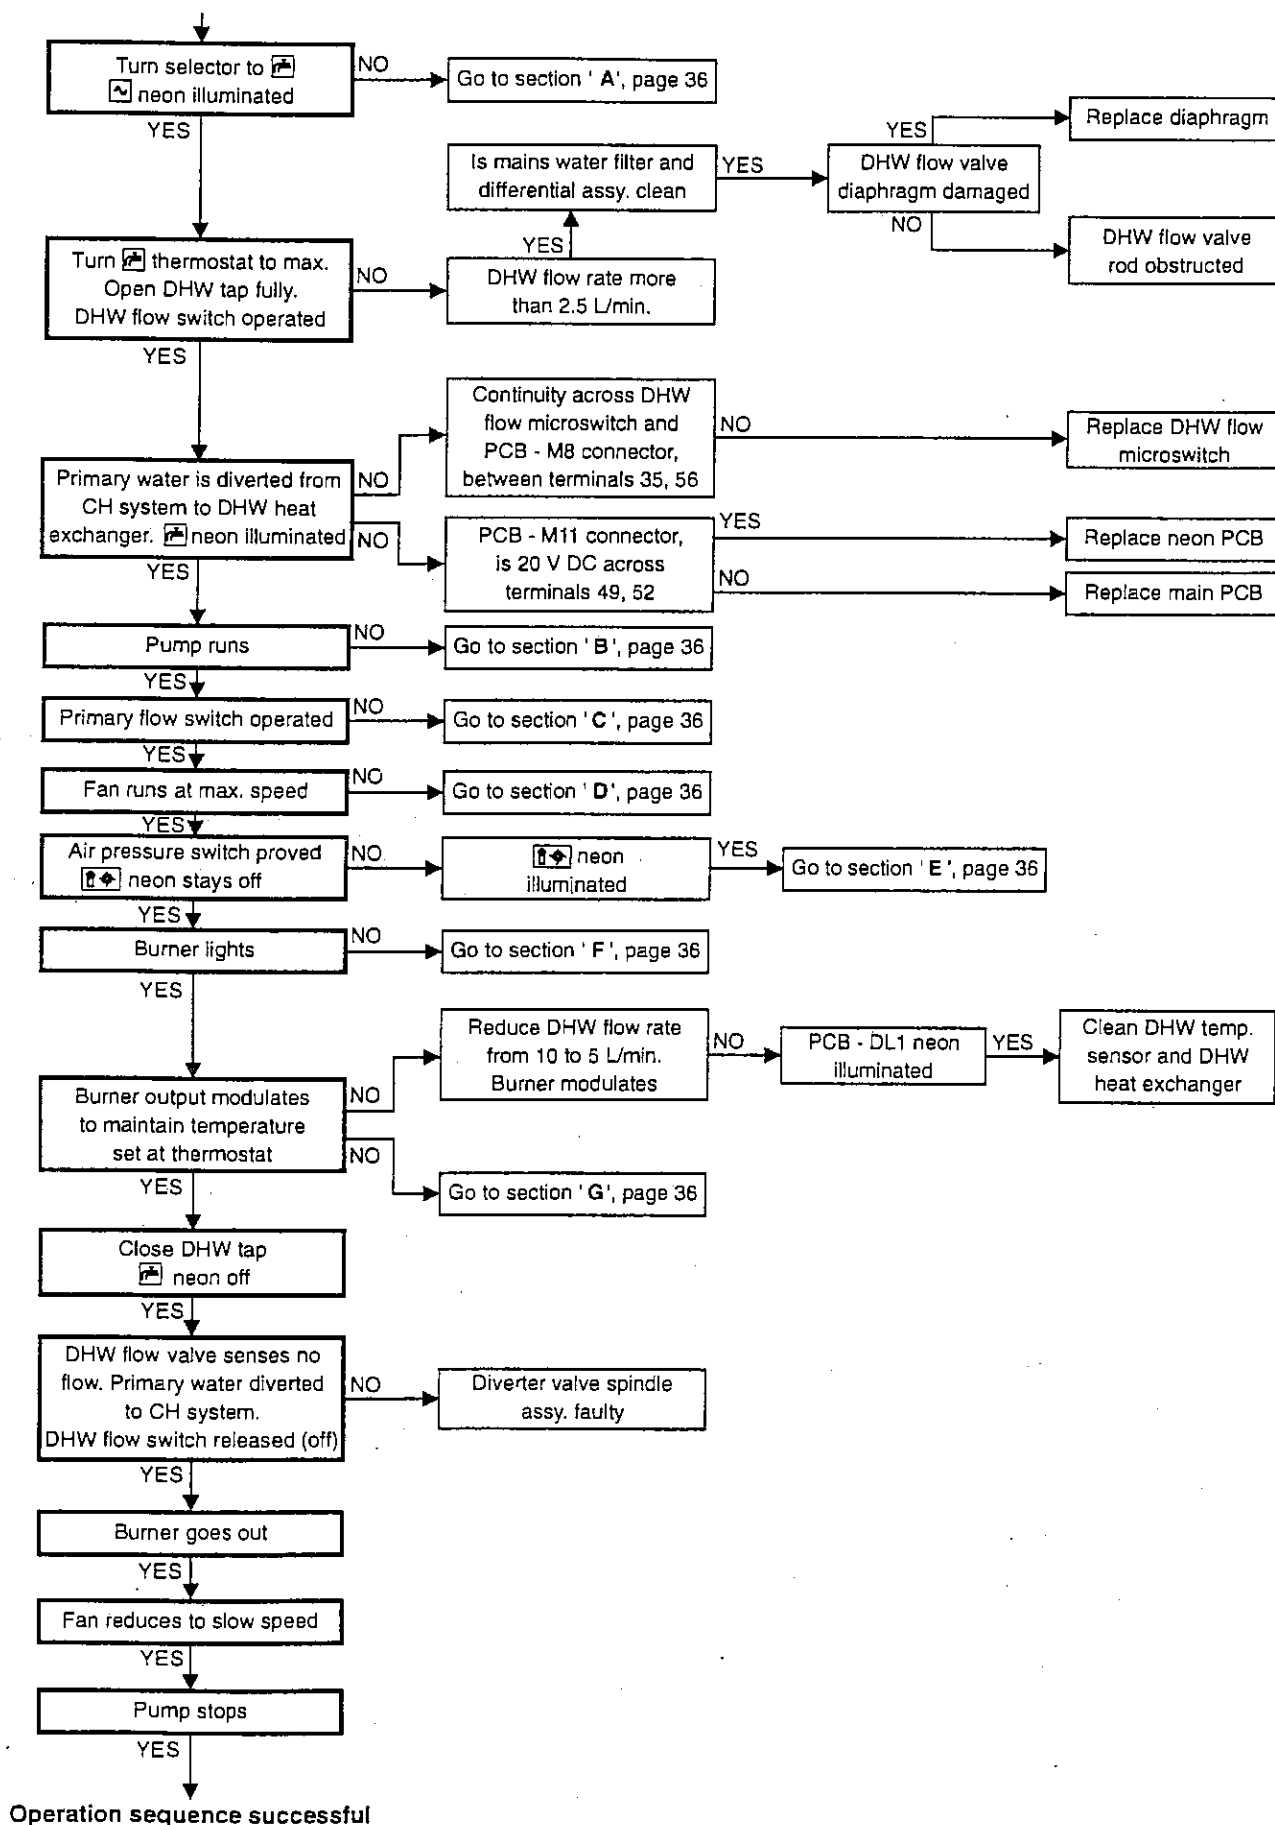 Turn selector to
neon illuminated
NO
Go to section ' A', page 36
YES
Is mains water filter and
differential assy. clean
YES
DHW flow valve
diaphragm damaged
YES
Replace diaphragm
NO
DHW flow valve
rod obstructed
YES
Turn thermostat to max.
Open DHW tap fully.
DHW flow switch operated
NO
DHW flow rate more
than 2.5 L/min.
YES
Primary water is diverted from
CH system to DHW heat
exchanger. neon illuminated
NO
Continuity across DHW
flow microswitch and
PCB - M8 connector,
between terminals 35, 56
NO
Replace DHW flow
microswitch
NO
PCB - M11 connector,
is 20 V DC across
terminals 49, 52
YES
Replace neon PCB
NO
Replace main PCB
YES
Pump runs
NO
Go to section ' B', page 36
YES
Primary flow switch operated
NO
Go to section ' C', page 36
YES
Fan runs at max. speed
NO
Go to section ' D', page 36
YES
Air pressure switch proved
neon stays off
NO
neon
illuminated
YES
Go to section ' E', page 36
YES
Burner lights
NO
Go to section ' F', page 36
YES
Burner output modulates
to maintain temperature
set at thermostat
NO
Reduce DHW flow rate
from 10 to 5 L/min.
Burner modulates
NO
PCB - DL1 neon
illuminated
YES
Clean DHW temp.
sensor and DHW
heat exchanger
NO
Go to section ' G', page 36
YES
Close DHW tap
neon off
YES
DHW flow valve senses no
flow. Primary water diverted
to CH system.
DHW flow switch released (off)
NO
Diverter valve spindle
assy. faulty
YES
Burner goes out
YES
Fan reduces to slow speed
YES
Pump stops
YES
Operation sequence successful